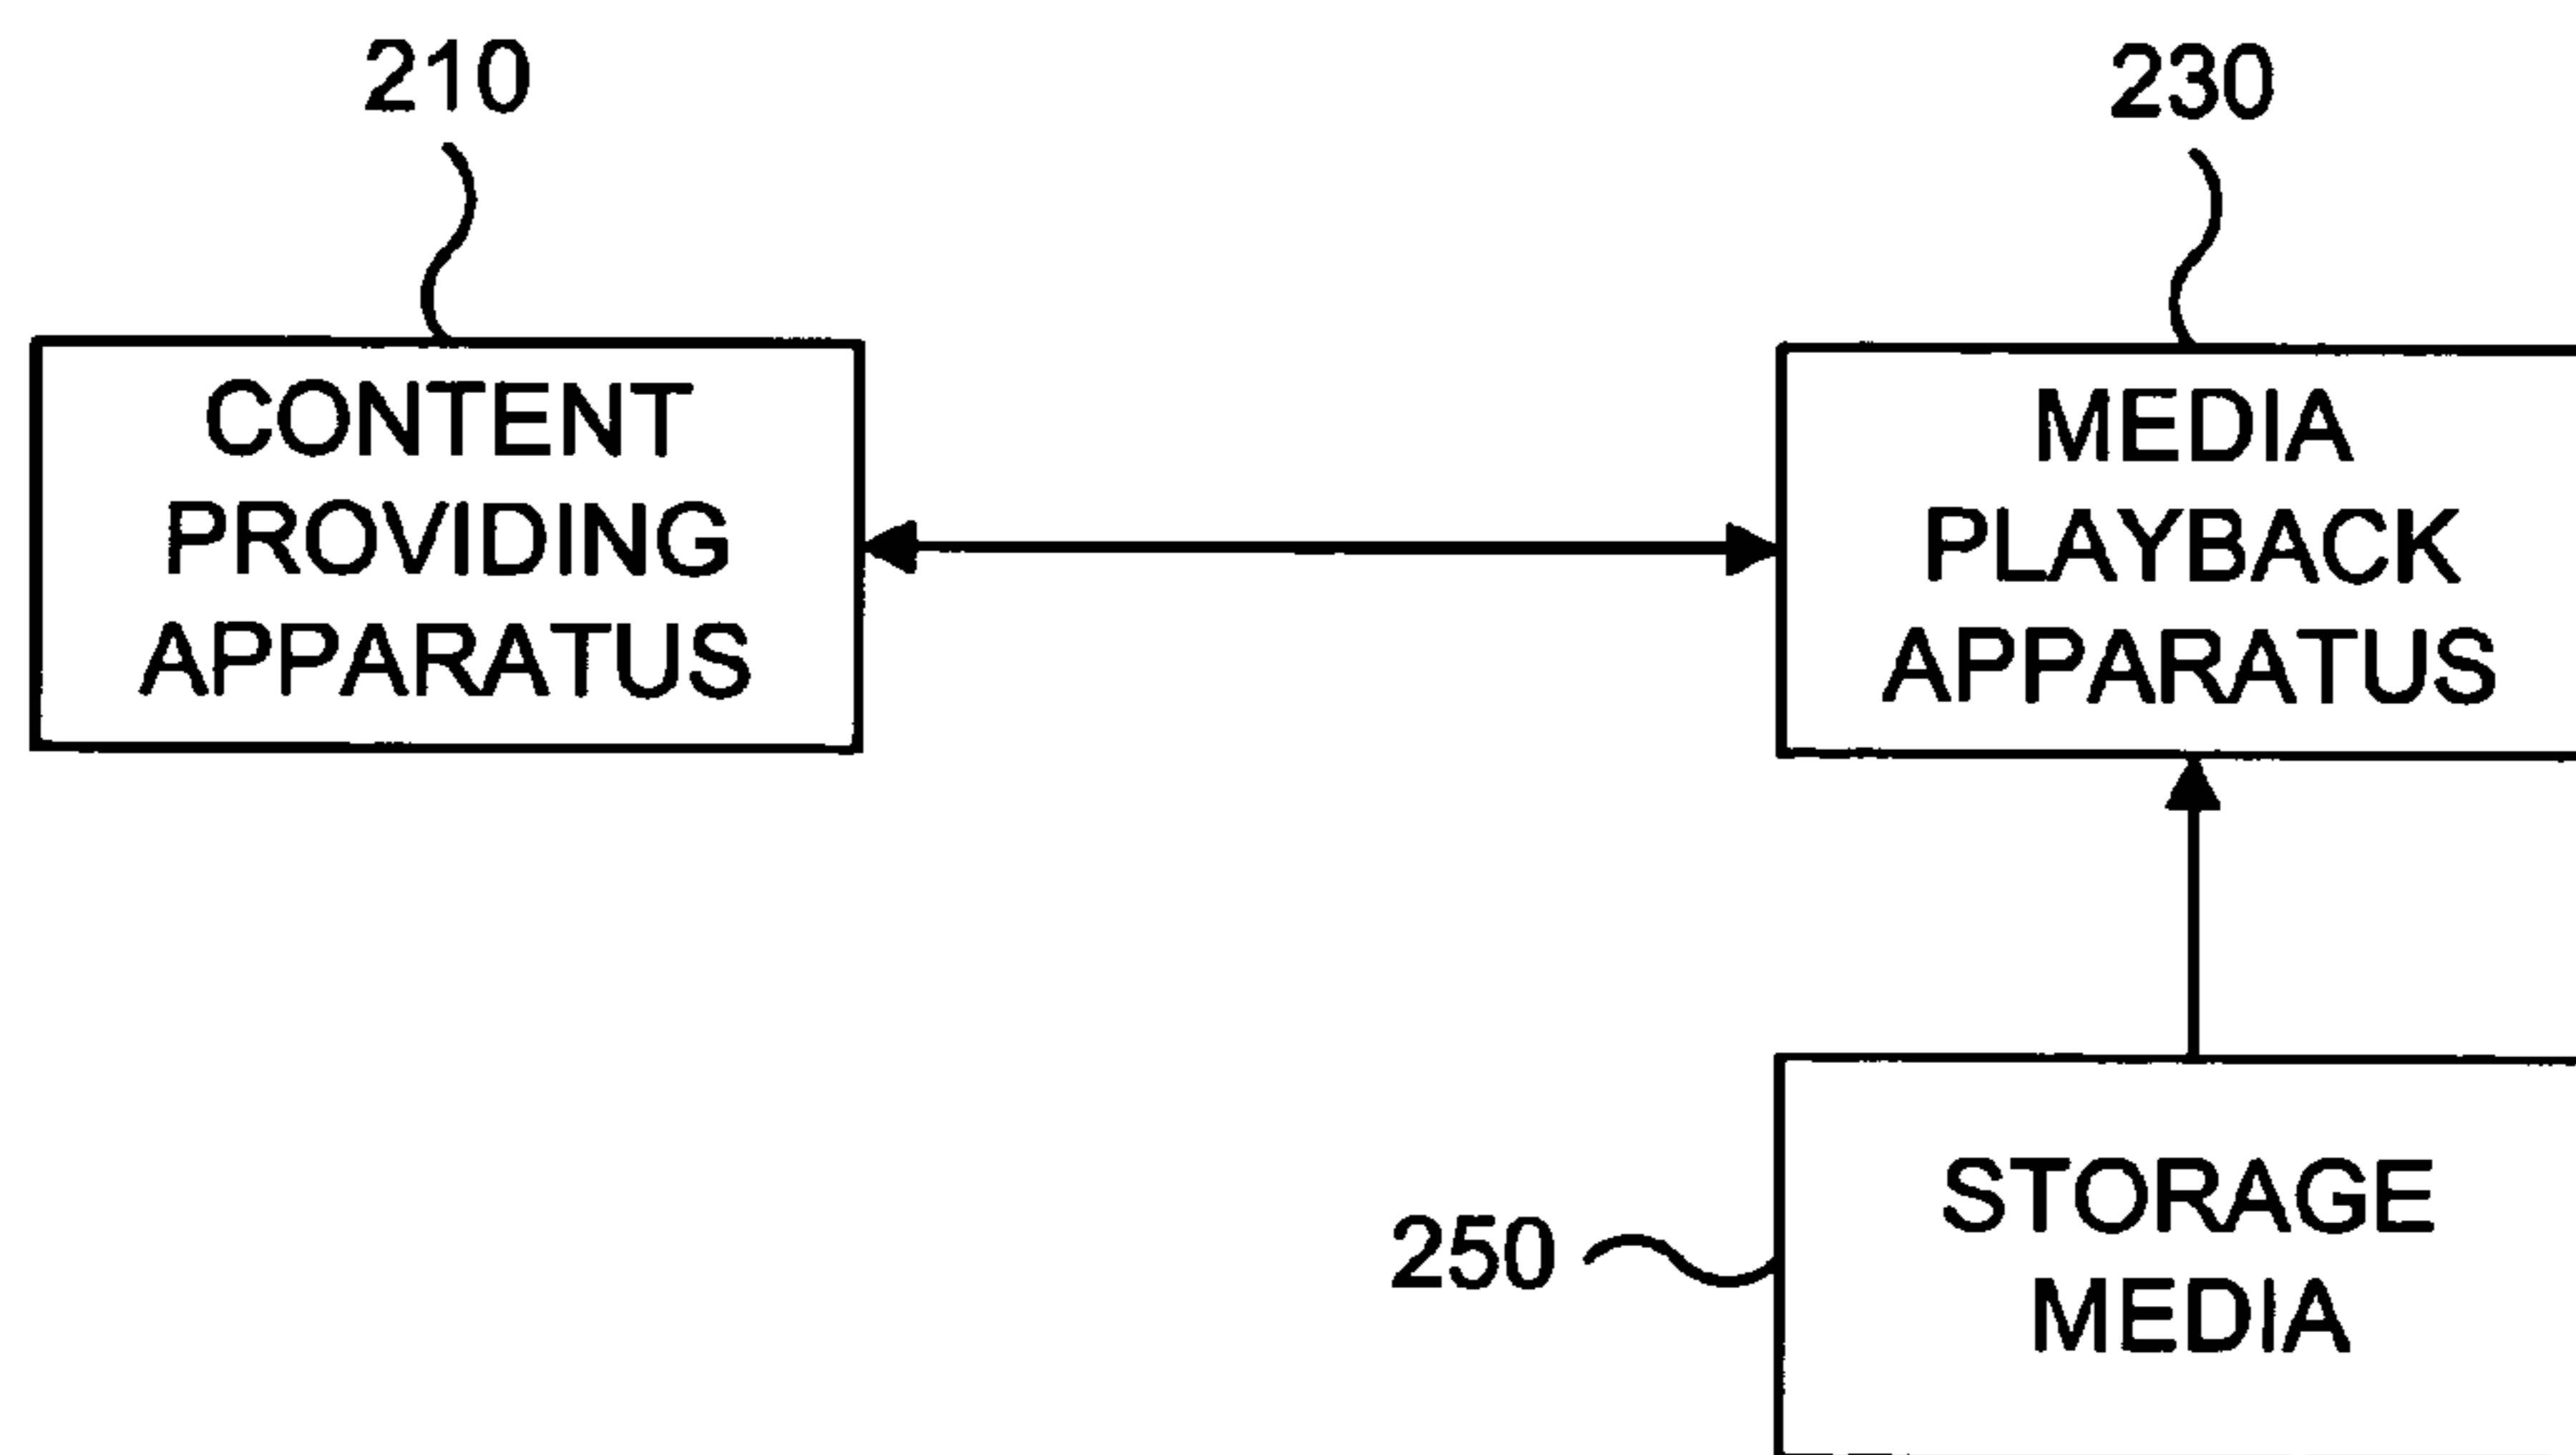 210
230
CONTENT
PROVIDING
APPARATUS
MEDIA
PLAYBACK
APPARATUS
250
STORAGE
MEDIA